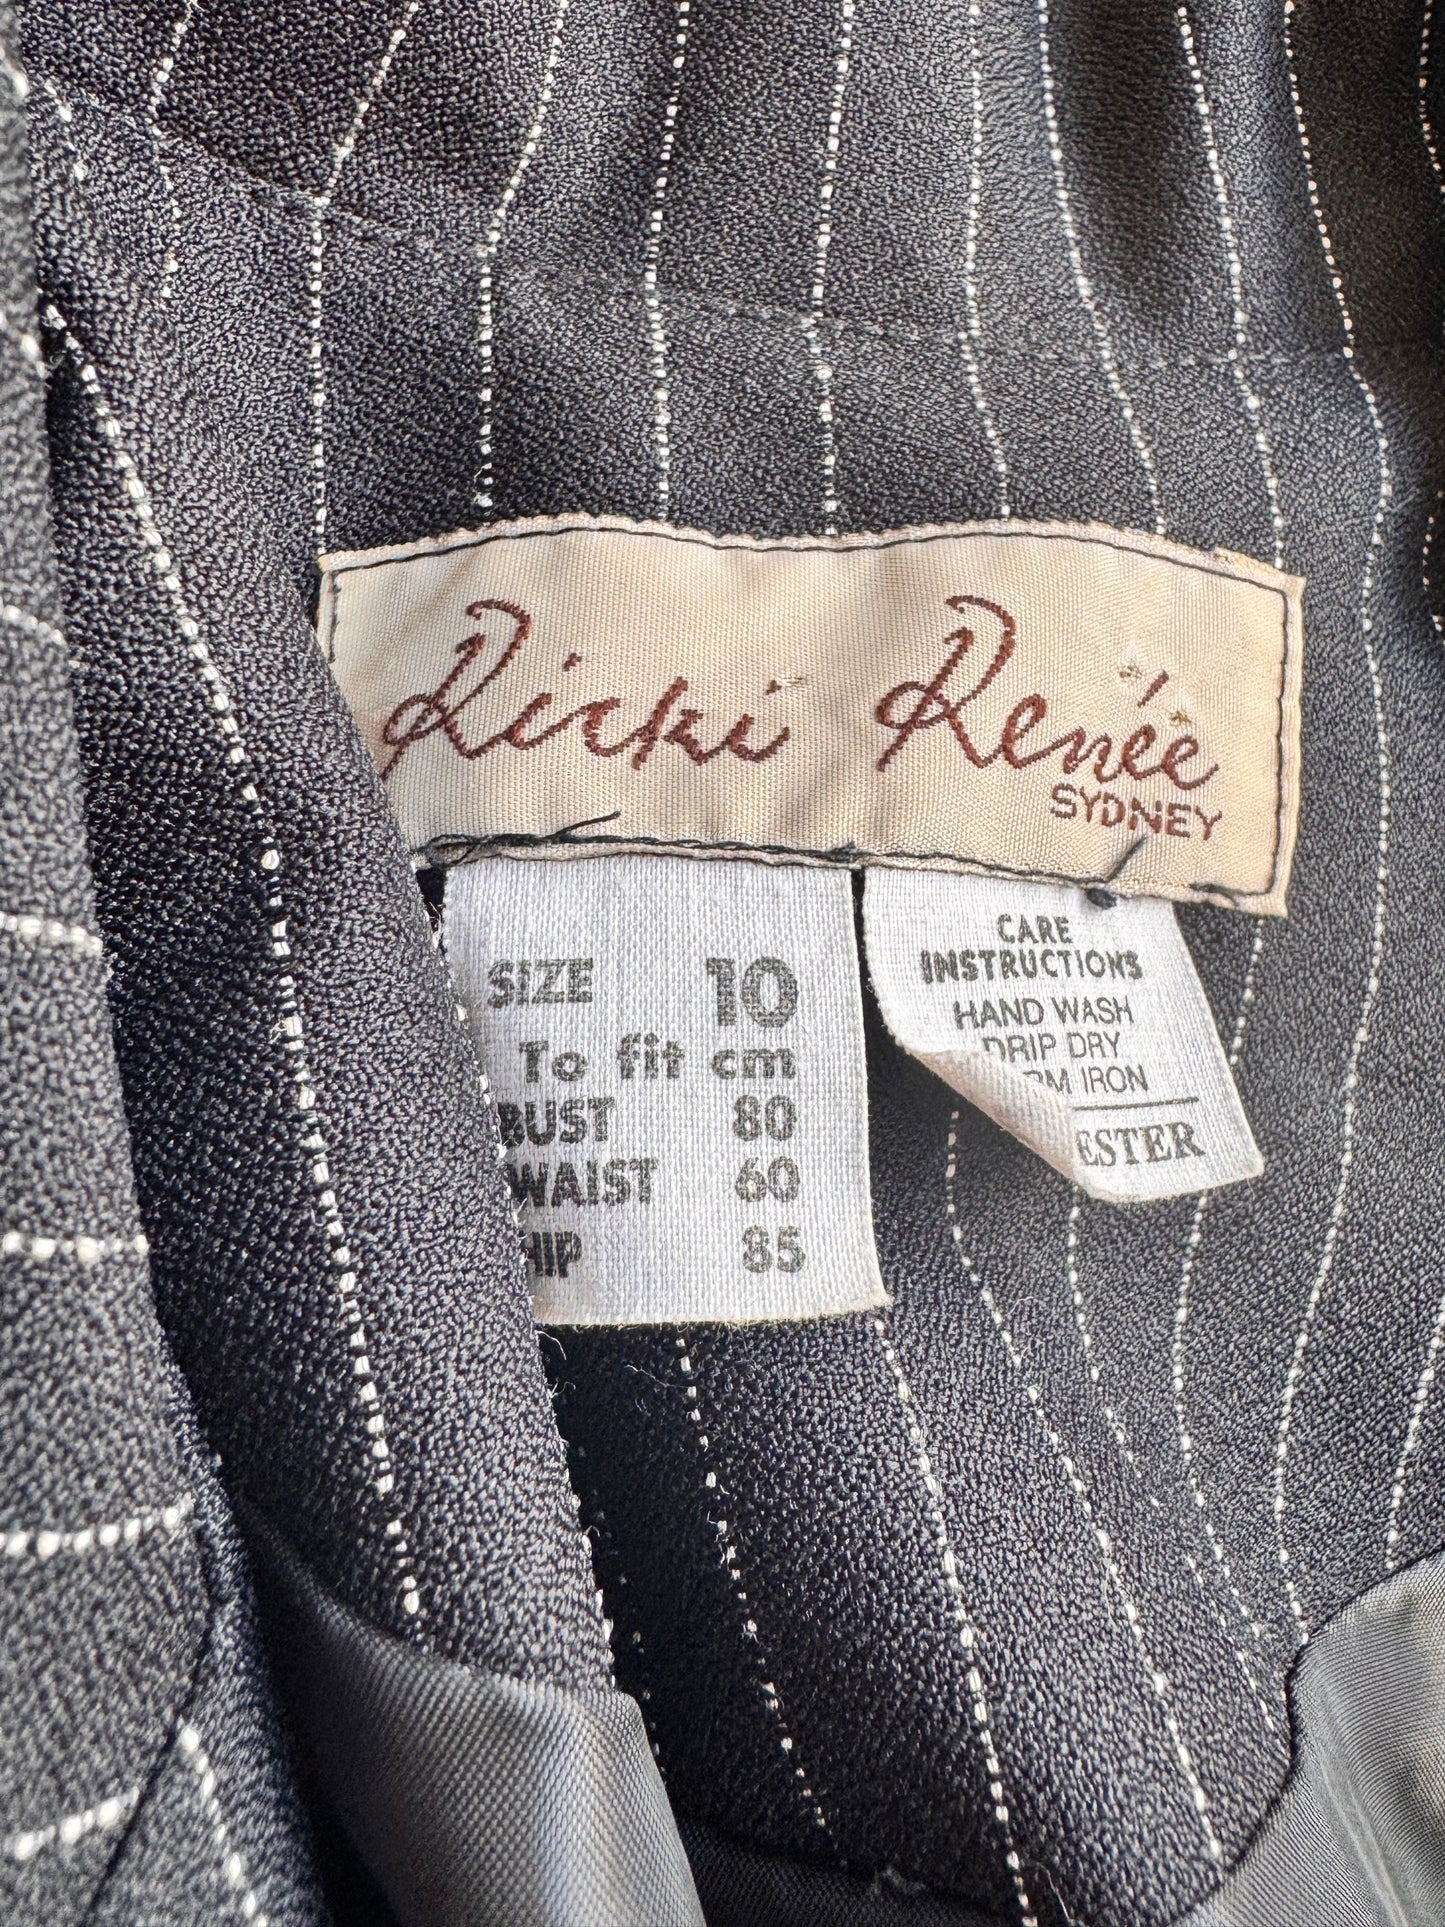 Ricki Renée
SYDNEY
SIZE 10
To fit cm
BUST 80
WAIST 60
HIP 85
CARE
INSTRUCTIONS
HAND WASH
DRIP DRY
IRON
ESTER